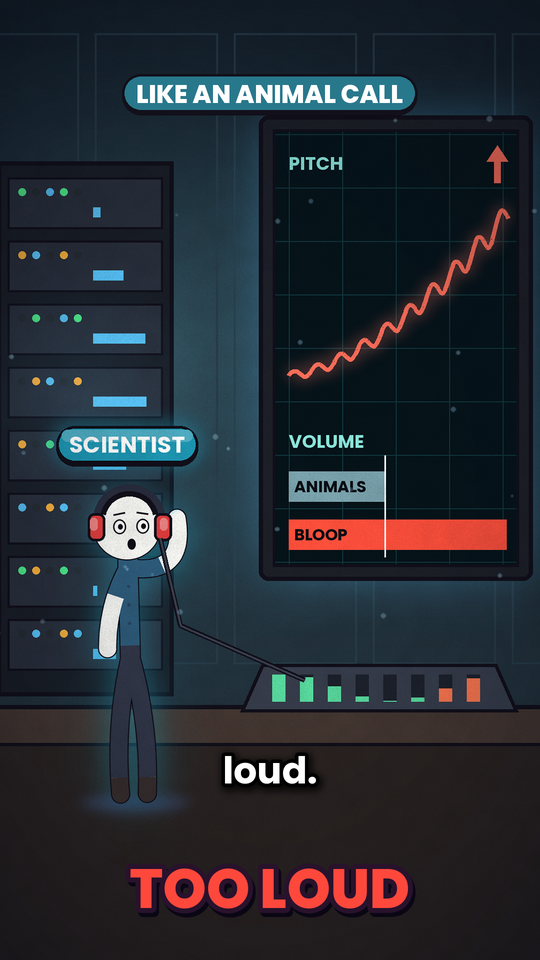 LIKE AN ANIMAL CALL
PITCH
VOLUME
ANIMALS
BLOOP
SCIENTIST
loud.
TOO LOUD